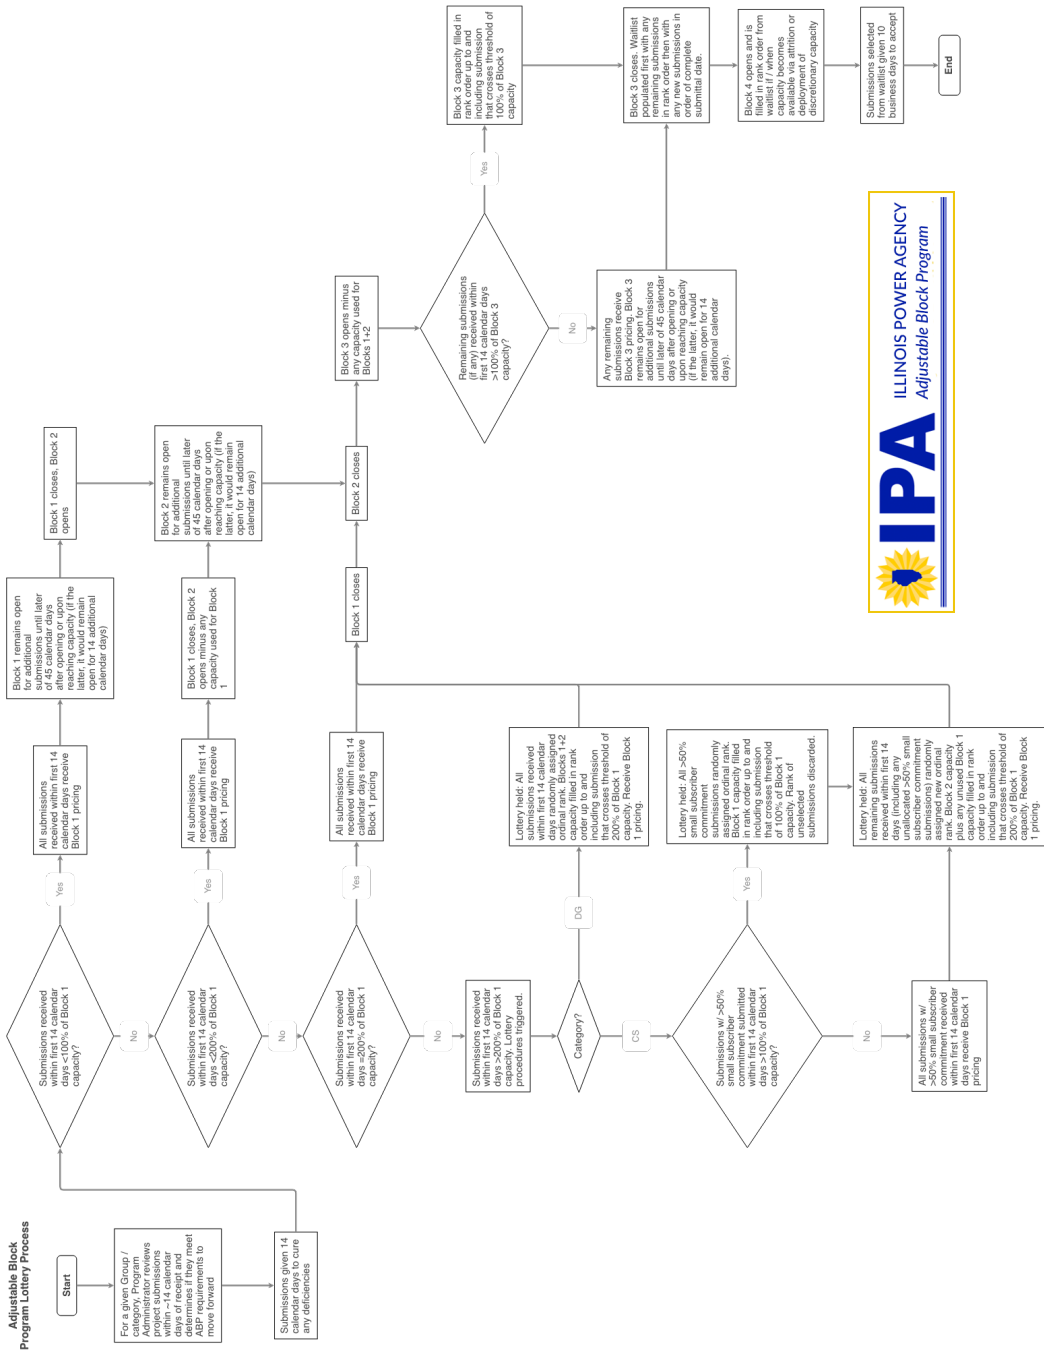 Adjustable Block
Program Lottery Process
Start
For a given Group /
category, Program
Administrator reviews
project submissions
within ~14 calendar
days of receipt and
determines if they meet
ABP requirements to
move forward
Submissions given 14
calendar days to cure
any deficiencies
Submissions received
within first 14 calendar
days <100% of Block 1
capacity?
Yes
All submissions
received within first 14
calendar days receive
Block 1 pricing
Block 1 remains open
for additional
submissions until later
of 45 calendar days
after opening or upon
reaching capacity (if the
latter, it would remain
open for 14 additional
calendar days)
Block 1 closes, Block 2
opens
No
Submissions received
within first 14 calendar
days <200% of Block 1
capacity?
Yes
All submissions
received within first 14
calendar days receive
Block 1 pricing
Block 1 closes, Block 2
opens minus any
capacity used for Block
1
Block 2 remains open
for additional
submissions until later
of 45 calendar days
after opening or upon
reaching capacity (if the
latter, it would remain
open for 14 additional
calendar days)
No
Submissions received
within first 14 calendar
days =200% of Block 1
capacity?
Yes
All submissions
received within first 14
calendar days receive
Block 1 pricing
Block 1 closes
Block 2 closes
Block 3 opens minus
any capacity used for
Blocks 1+2
No
Submissions received
within first 14 calendar
days >200% of Block 1
capacity. Lottery
procedures triggered.
Category?
DG
Lottery held: All
submissions received
within first 14 calendar
days randomly assigned
ordinal rank. Blocks 1+2
capacity filled in rank
order up to and
including submission
that crosses threshold of
200% of Block 1
capacity. Receive Block
1 pricing.
CS
Submissions w/ >50%
small subscriber
commitment submitted
within first 14 calendar
days >100% of Block 1
capacity?
Yes
Lottery held: All >50%
small subscriber
commitment
submissions randomly
assigned ordinal rank.
Block 1 capacity filled
in rank order up to and
including submission
that crosses threshold
of 100% of Block 1
capacity. Rank of
unselected
submissions discarded.
No
All submissions w/
>50% small subscriber
commitment received
within first 14 calendar
days receive Block 1
pricing
Lottery held: All
remaining submissions
received within first 14
days (including any
unallocated >50% small
subscriber commitment
submissions) randomly
assigned new ordinal
rank. Block 2 capacity
plus any unused Block 1
capacity filled in rank
order up to and
including submission
that crosses threshold of
200% of Block 1
capacity. Receive Block
1 pricing.
Remaining submissions
(if any) received within
first 14 calendar days
>100% of Block 3
capacity?
Yes
Block 3 capacity filled in
rank order up to and
including submission
that crosses threshold of
100% of Block 3
capacity
No
Any remaining
submissions receive
Block 3 pricing. Block 3
remains open for
additional submissions
until later of 45 calendar
days after opening or
upon reaching capacity
(if the latter, it would
remain open for 14
additional calendar
days).
Block 3 closes. Waitlist
populated first with any
remaining submissions
in rank order then with
any new submissions in
order of complete
submittal date.
Block 4 opens and is
filled in rank order from
waitlist if / when
capacity becomes
available via attrition or
deployment of
discretionary capacity
Submissions selected
from waitlist given 10
business days to accept
End
IPA
ILLINOIS POWER AGENCY
Adjustable Block Program